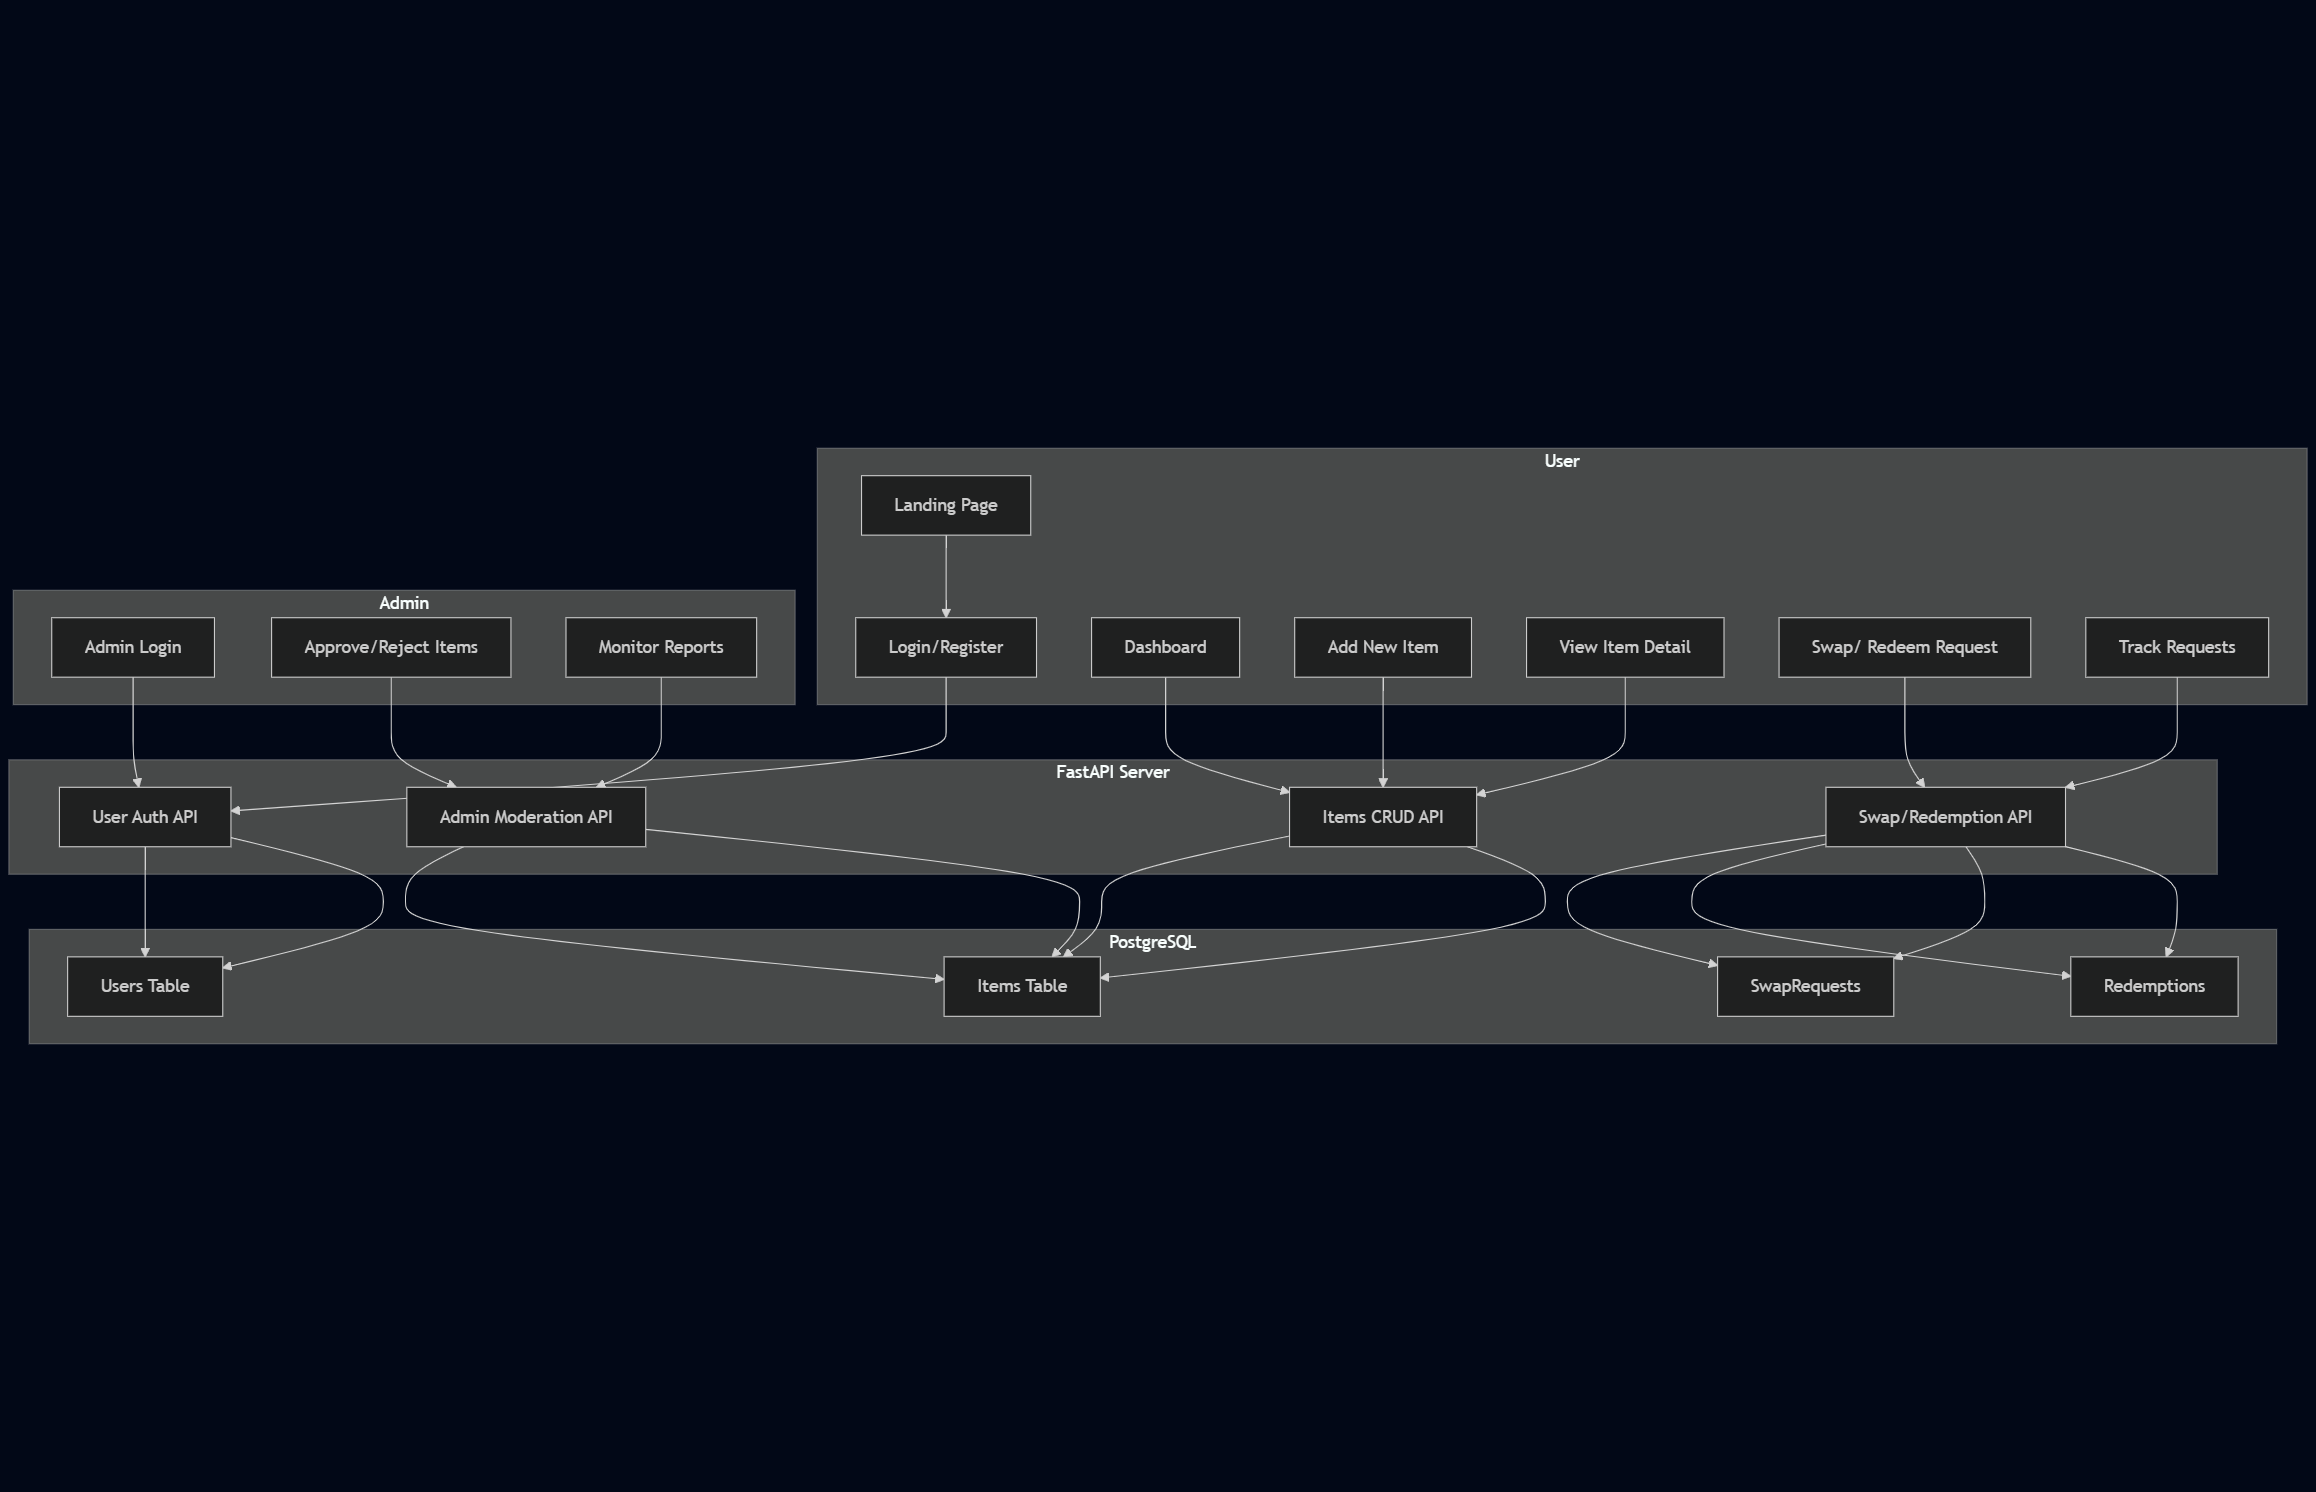 User
Landing Page
Admin
Admin Login
Approve/Reject Items
Monitor Reports
Login/Register
Dashboard
Add New Item
View Item Detail
Swap/ Redeem Request
Track Requests
FastAPI Server
User Auth API
Admin Moderation API
Items CRUD API
Swap/Redemption API
PostgreSQL
Users Table
Items Table
SwapRequests
Redemptions